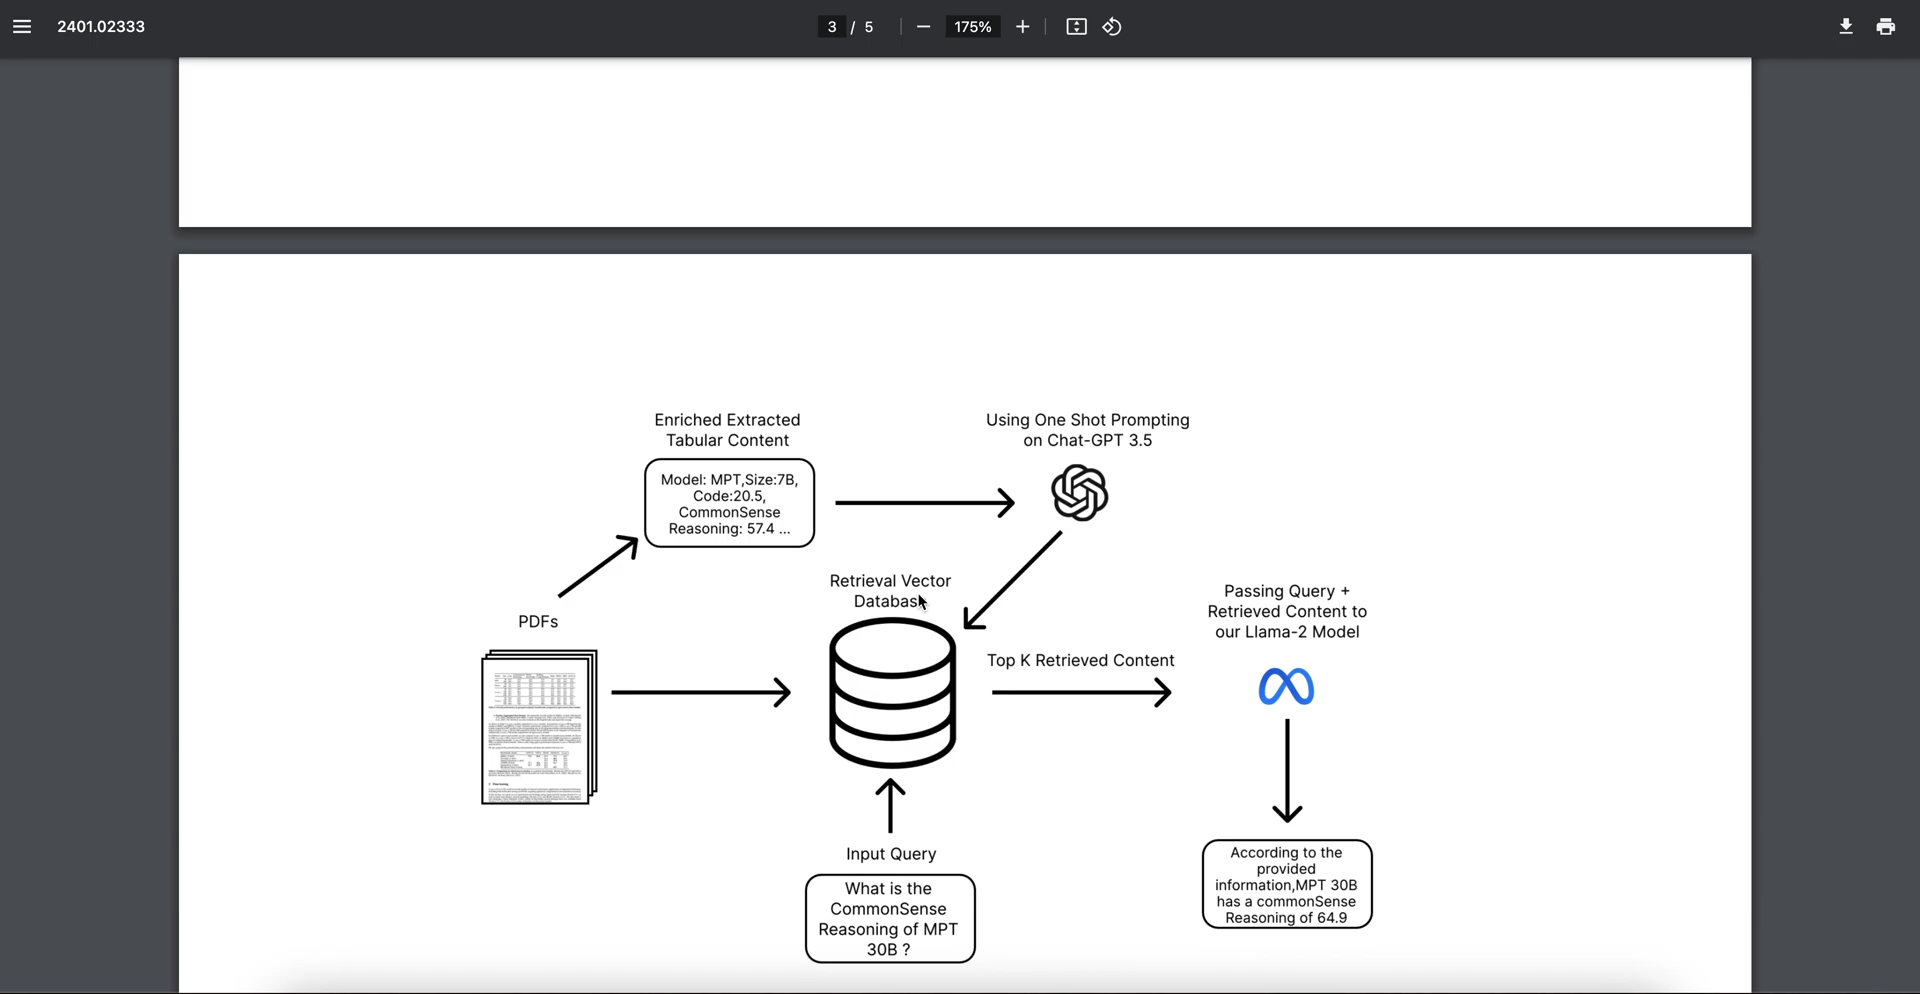 2401.02333
3 / 5
175%
Enriched Extracted
Tabular Content
Model: MPT,Size:7B,
Code:20.5,
CommonSense
Reasoning: 57.4 ...
Using One Shot Prompting
on Chat-GPT 3.5
PDFs
Retrieval Vector
Database
Top K Retrieved Content
Passing Query +
Retrieved Content to
our Llama-2 Model
Input Query
What is the
CommonSense
Reasoning of MPT
30B ?
According to the
provided
information,MPT 30B
has a commonSense
Reasoning of 64.9